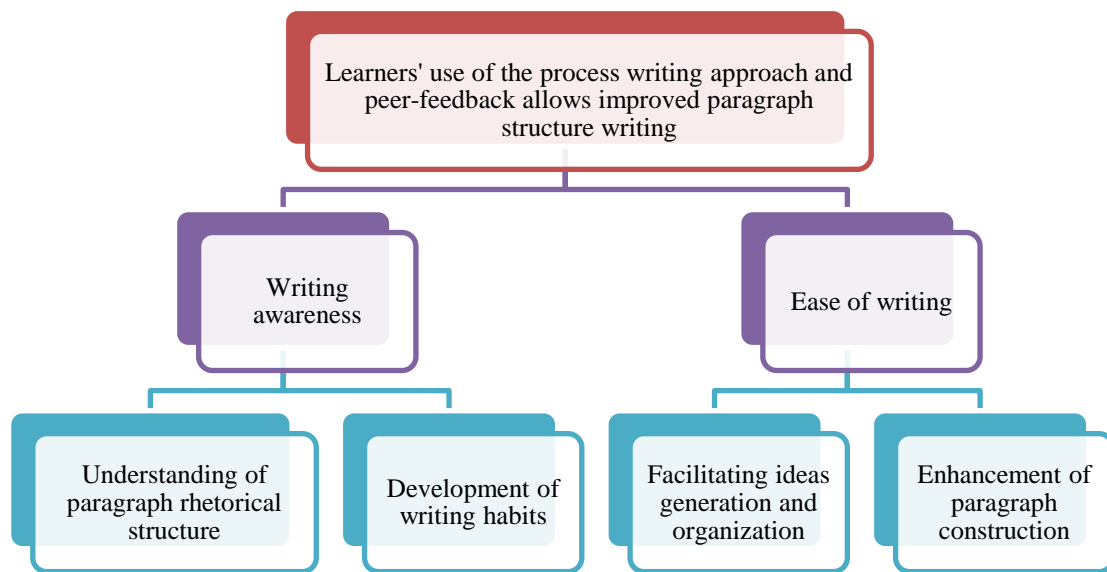 Learners' use of the process writing approach and
peer-feedback allows improved paragraph
structure writing
Writing
awareness
Ease of writing
Understanding of
paragraph rhetorical
structure
Development of
writing habits
Facilitating ideas
generation and
organization
Enhancement of
paragraph
construction